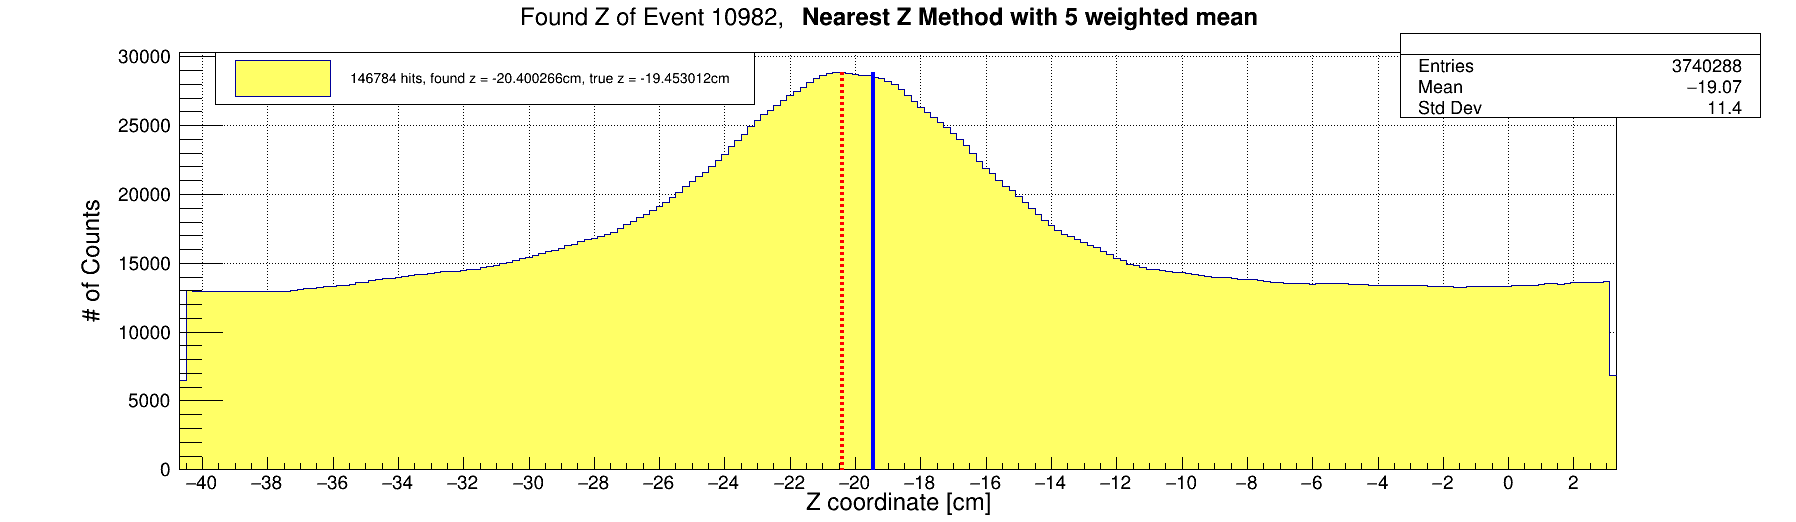 Found Z of Event 10982, Nearest Z Method with 5 weighted mean
146784 hits, found z = -20.400266cm, true z = -19.453012cm
Entries 3740288
Mean −19.07
Std Dev 11.4
30000
25000
20000
15000
10000
5000
0
# of Counts
−40 −38 −36 −34 −32 −30 −28 −26 −24 −22 −20 −18 −16 −14 −12 −10 −8 −6 −4 −2 0 2
Z coordinate [cm]